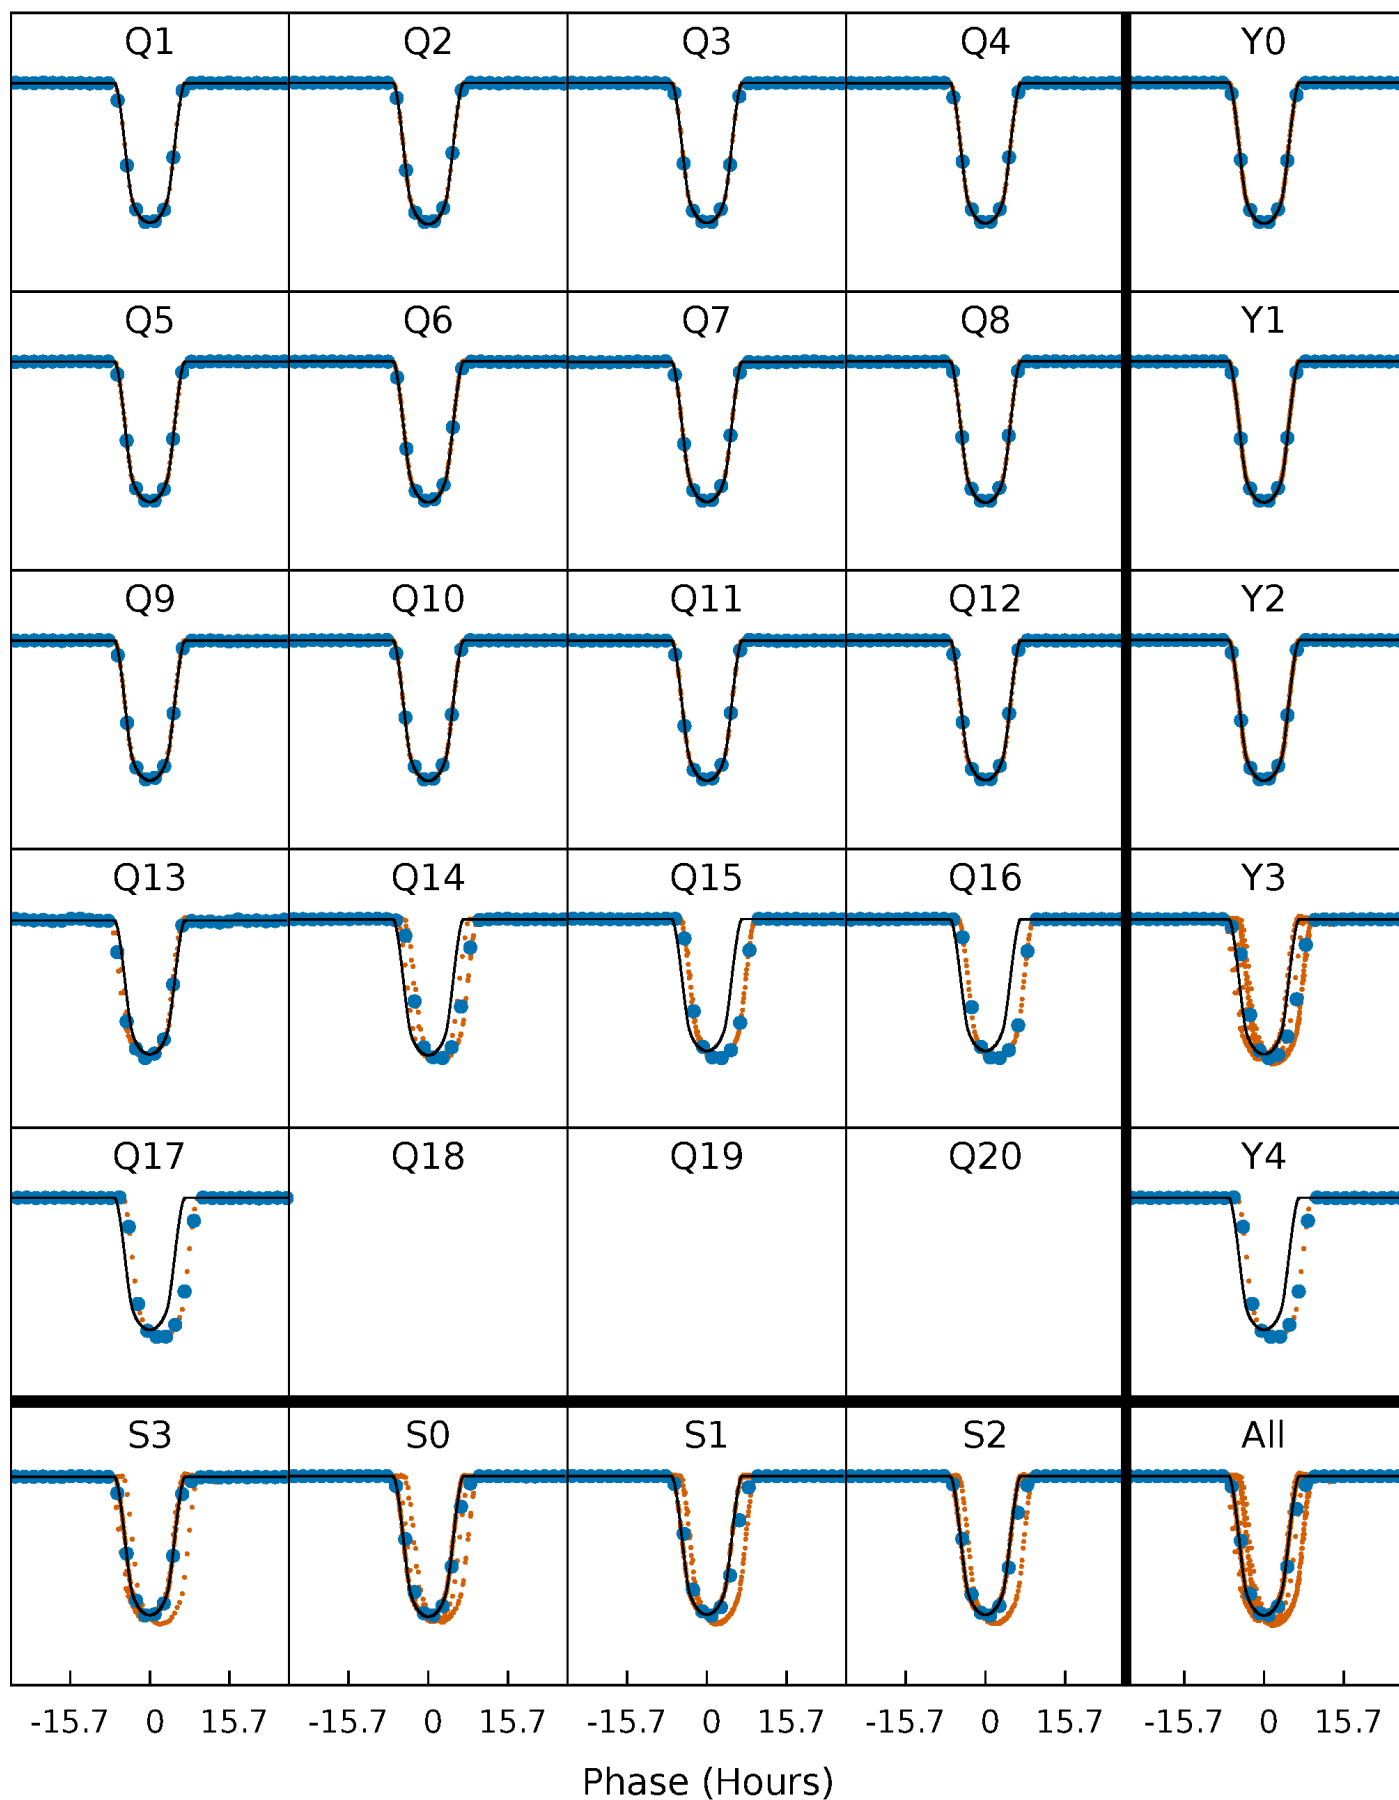 Q1 Q2 Q3 Q4 Y0
Q5 Q6 Q7 Q8 Y1
Q9 Q10 Q11 Q12 Y2
Q13 Q14 Q15 Q16 Y3
Q17 Q18 Q19 Q20 Y4
S3 S0 S1 S2 All
-15.7 0 15.7 -15.7 0 15.7 -15.7 0 15.7 -15.7 0 15.7 -15.7 0 15.7
Phase (Hours)